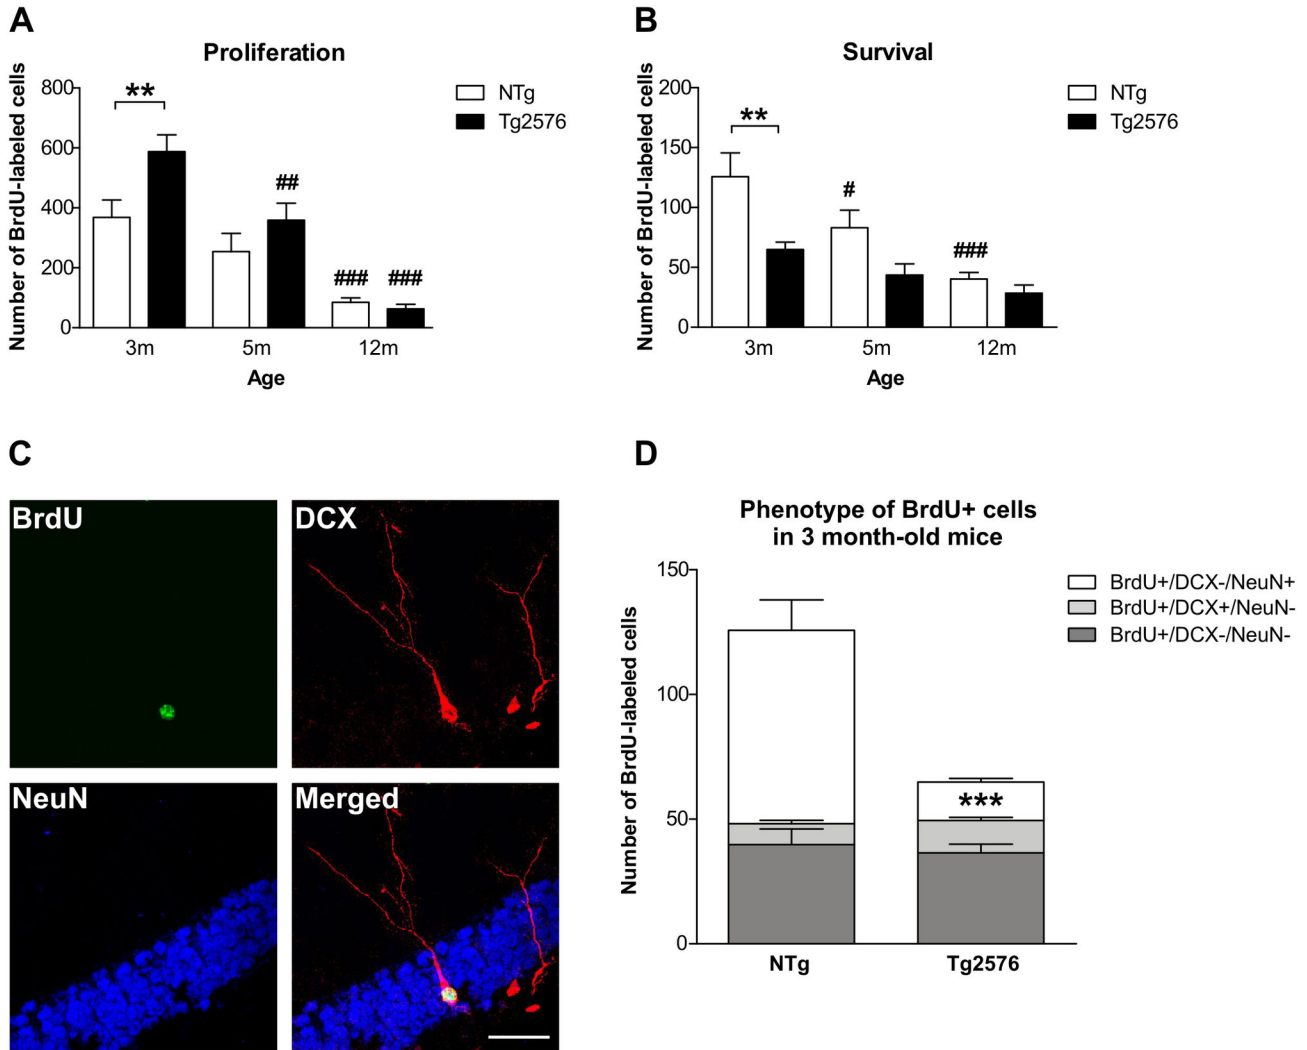 A
Proliferation
Number of BrdU-labeled cells
800
600
400
200
0
**
##
###
###
3m
5m
12m
Age
NTg
Tg2576
B
Survival
Number of BrdU-labeled cells
200
150
100
50
0
**
#
###
3m
5m
12m
Age
NTg
Tg2576
C
BrdU
DCX
NeuN
Merged
D
Phenotype of BrdU+ cells
in 3 month-old mice
Number of BrdU-labeled cells
150
100
50
0
***
NTg
Tg2576
BrdU+/DCX-/NeuN+
BrdU+/DCX+/NeuN-
BrdU+/DCX-/NeuN-